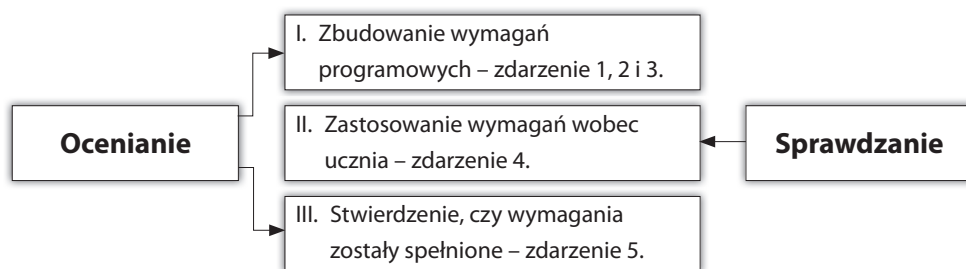 I. Zbudowanie wymagań
programowych – zdarzenie 1, 2 i 3.
Ocenianie
II. Zastosowanie wymagań wobec
ucznia – zdarzenie 4.
Sprawdzanie
III. Stwierdzenie, czy wymagania
zostały spełnione – zdarzenie 5.